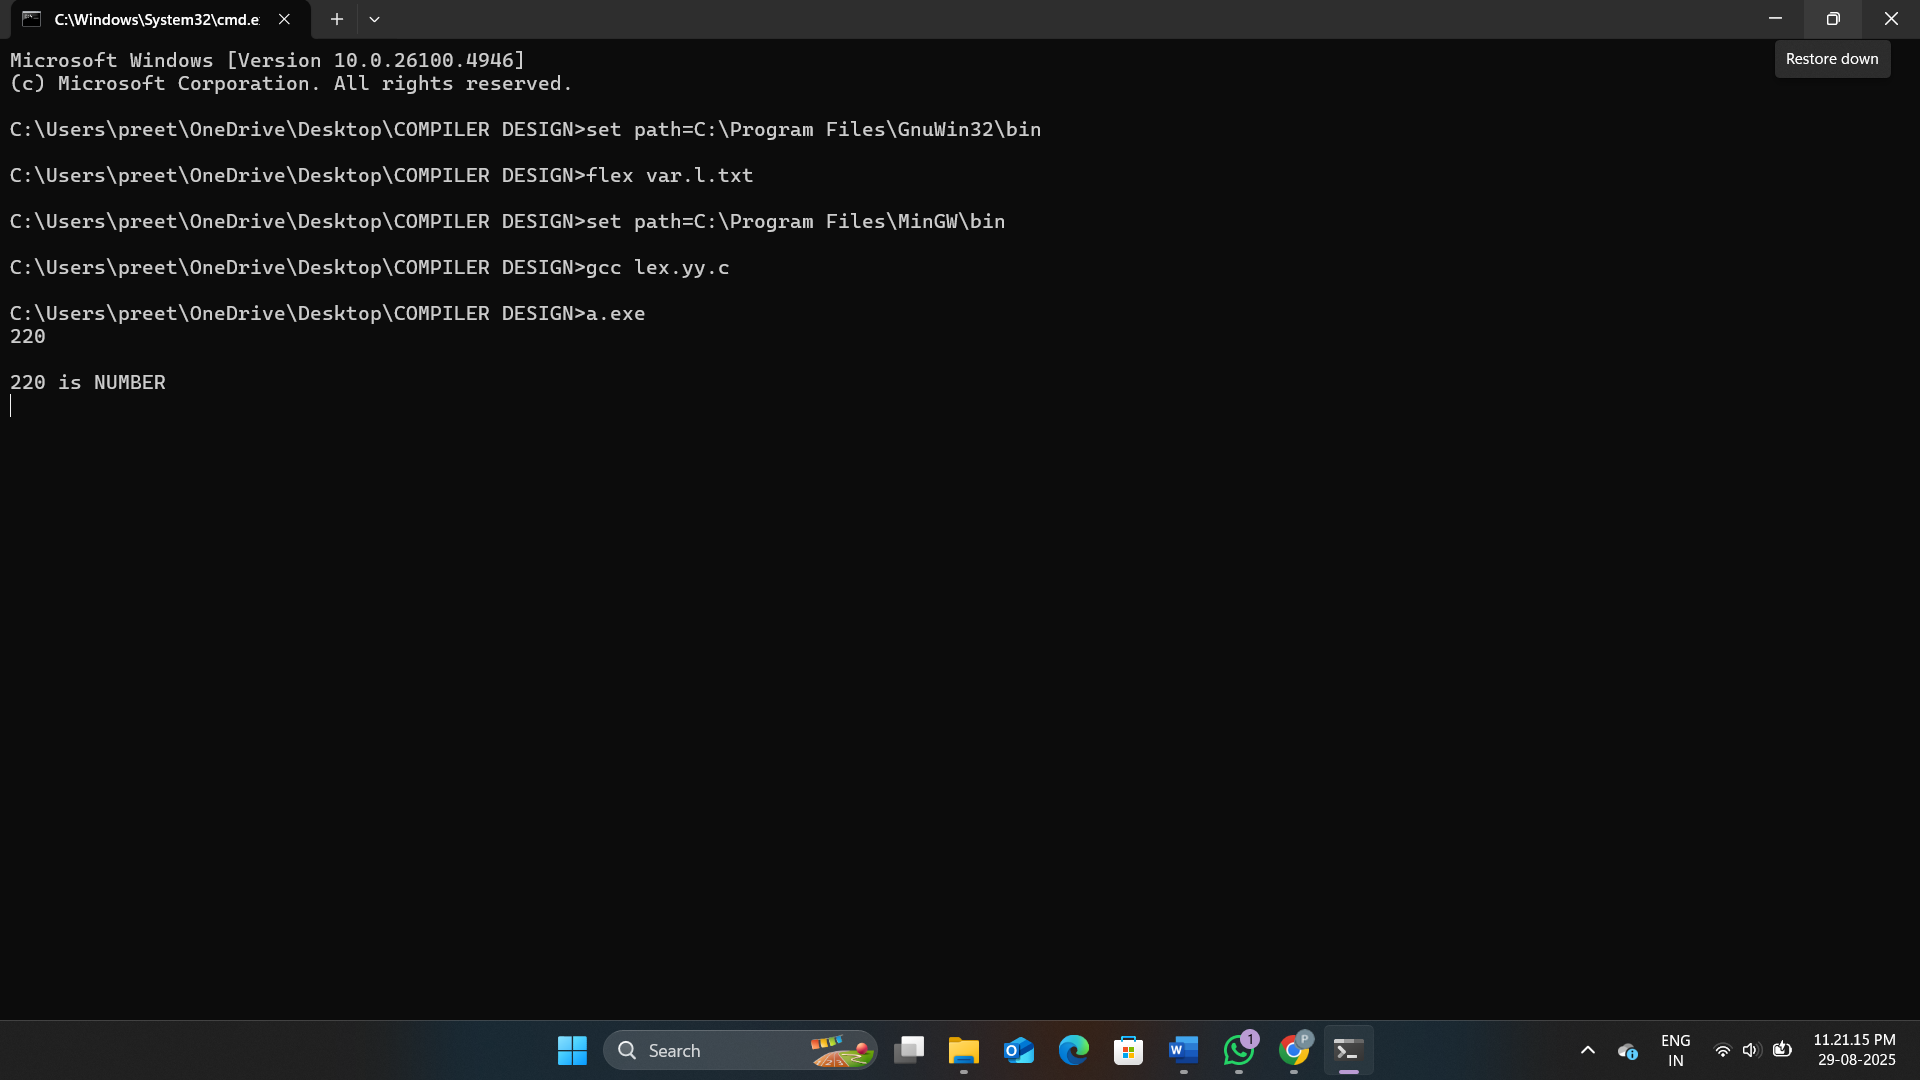 C:\Windows\System32\cmd.e
Restore down
Microsoft Windows [Version 10.0.26100.4946]
(c) Microsoft Corporation. All rights reserved.
C:\Users\preet\OneDrive\Desktop\COMPILER DESIGN>set path=C:\Program Files\GnuWin32\bin
C:\Users\preet\OneDrive\Desktop\COMPILER DESIGN>flex var.l.txt
C:\Users\preet\OneDrive\Desktop\COMPILER DESIGN>set path=C:\Program Files\MinGW\bin
C:\Users\preet\OneDrive\Desktop\COMPILER DESIGN>gcc lex.yy.c
C:\Users\preet\OneDrive\Desktop\COMPILER DESIGN>a.exe
220
220 is NUMBER
Search
1
P
ENG
IN
11.21.15 PM
29-08-2025